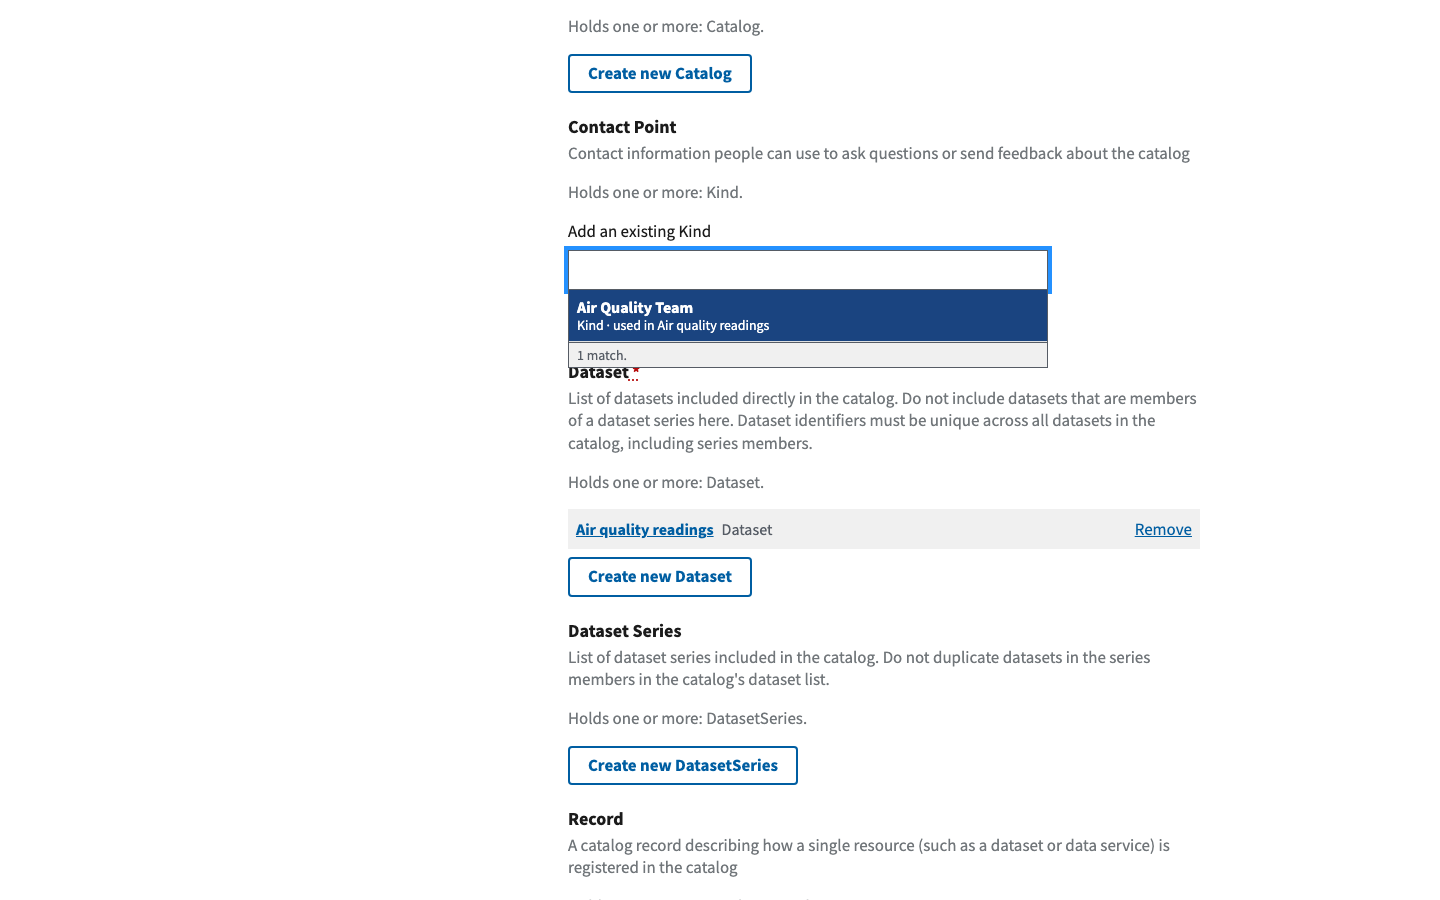 Holds one or more: Catalog.
Create new Catalog
Contact Point
Contact information people can use to ask questions or send feedback about the catalog
Holds one or more: Kind.
Add an existing Kind
Air Quality Team
Kind · used in Air quality readings
1 match.
Dataset *
List of datasets included directly in the catalog. Do not include datasets that are members
of a dataset series here. Dataset identifiers must be unique across all datasets in the
catalog, including series members.
Holds one or more: Dataset.
Air quality readings Dataset Remove
Create new Dataset
Dataset Series
List of dataset series included in the catalog. Do not duplicate datasets in the series
members in the catalog's dataset list.
Holds one or more: DatasetSeries.
Create new DatasetSeries
Record
A catalog record describing how a single resource (such as a dataset or data service) is
registered in the catalog